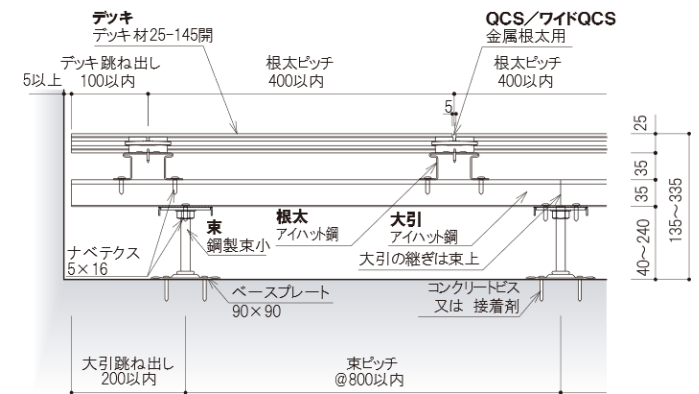 デッキ
デッキ材25-145開
QCS／ワイドQCS
金属根太用
デッキ跳ね出し
100以内
5以上
根太ピッチ
400以内
根太ピッチ
400以内
5
25
35
35
40〜240
135〜335
根太
アイハット鋼
大引
アイハット鋼
大引の継ぎは束上
束
鋼製束小
ナベテクス
5×16
ベースプレート
90×90
コンクリートビス
又は 接着剤
大引跳ね出し
200以内
束ピッチ
@800以内